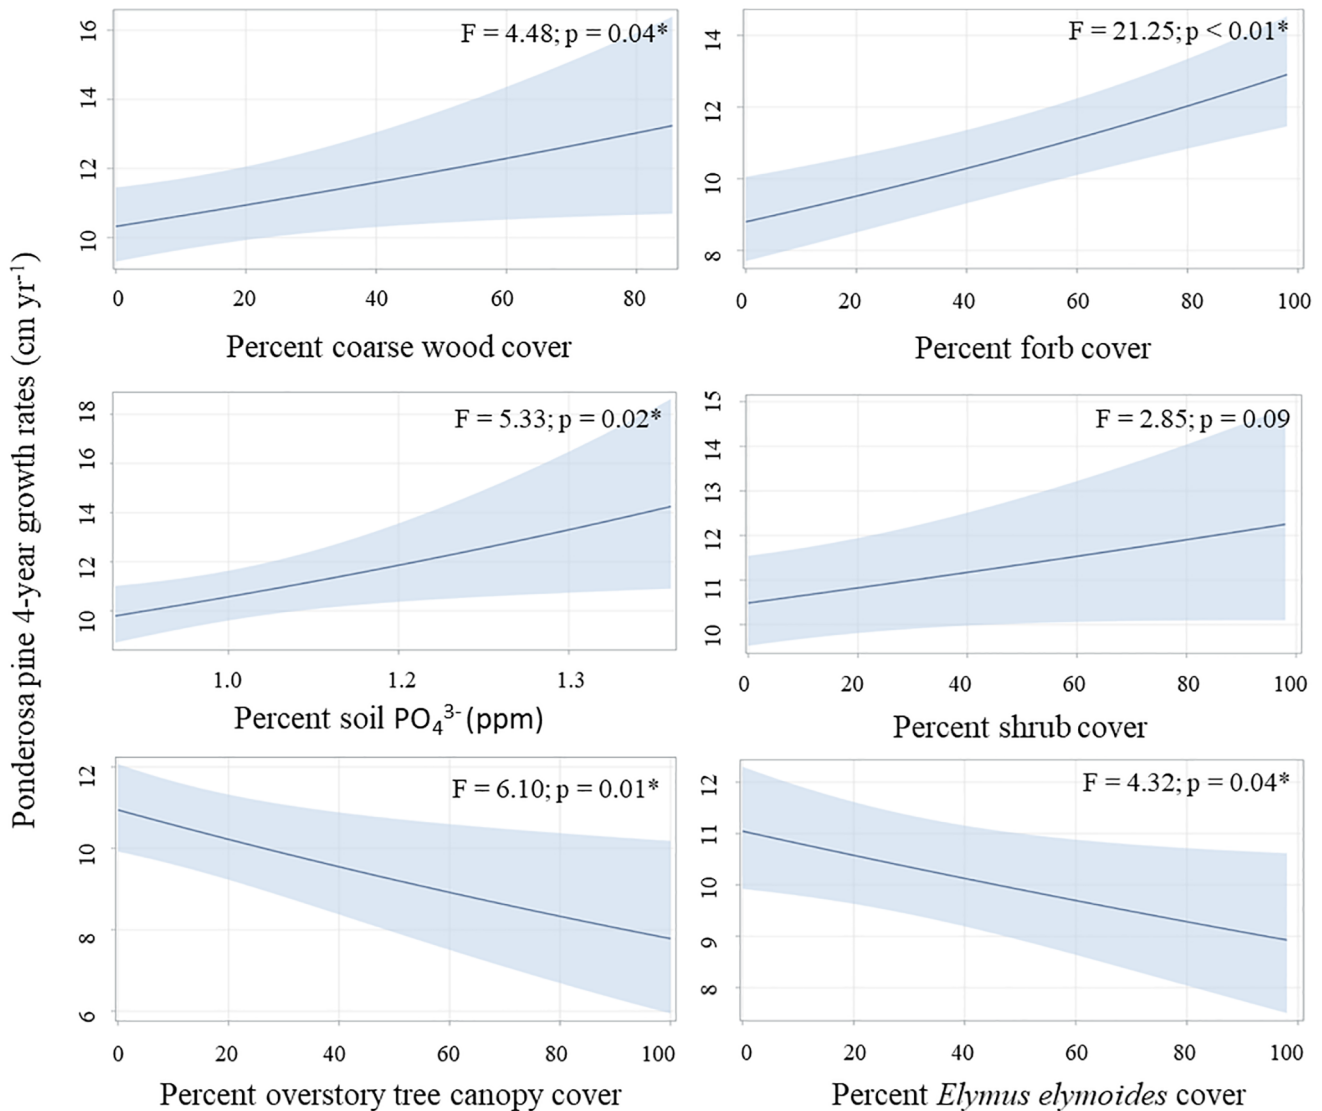 Ponderosa pine 4-year growth rates (cm yr⁻¹)
F = 4.48; p = 0.04*
16
14
12
10
0 20 40 60 80
Percent coarse wood cover
F = 21.25; p < 0.01*
14
12
10
8
0 20 40 60 80 100
Percent forb cover
F = 5.33; p = 0.02*
18
16
14
12
10
1.0 1.2 1.3
Percent soil PO₄³⁻ (ppm)
F = 2.85; p = 0.09
15
14
13
12
11
10
0 20 40 60 80 100
Percent shrub cover
F = 6.10; p = 0.01*
12
10
8
6
0 20 40 60 80 100
Percent overstory tree canopy cover
F = 4.32; p = 0.04*
12
11
10
9
8
0 20 40 60 80 100
Percent Elymus elymoides cover